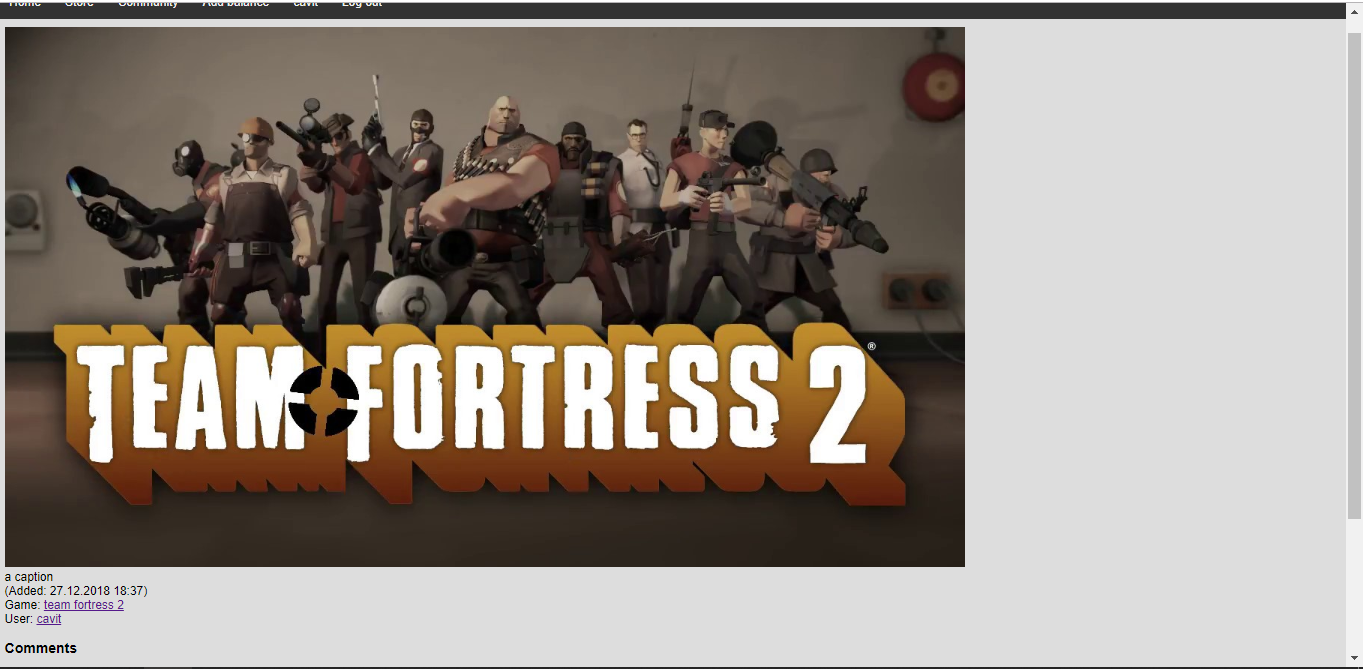 Home Store Community Add balance cavit Log out
TEAM FORTRESS 2®
a caption
(Added: 27.12.2018 18:37)
Game: team fortress 2
User: cavit
Comments